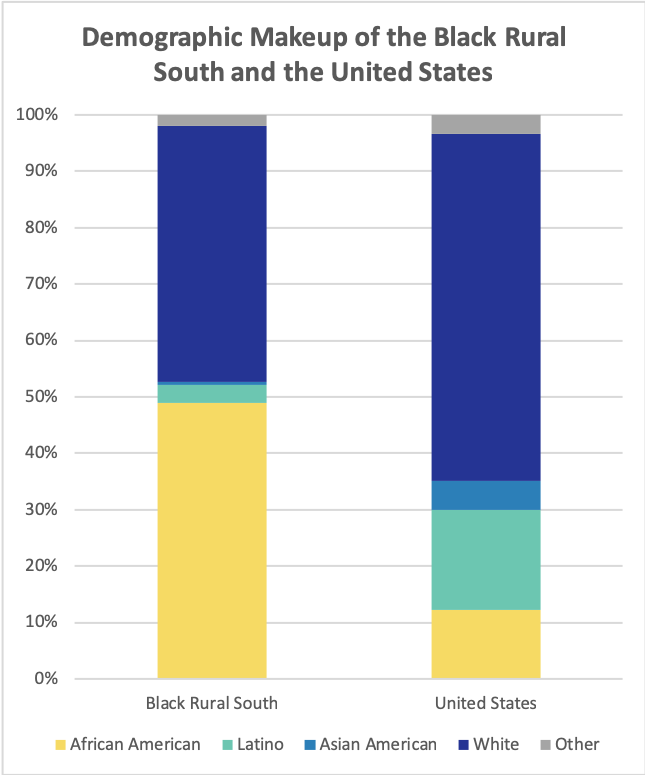 Demographic Makeup of the Black Rural
South and the United States
100%
90%
80%
70%
60%
50%
40%
30%
20%
10%
0%
Black Rural South United States
African American Latino Asian American White Other